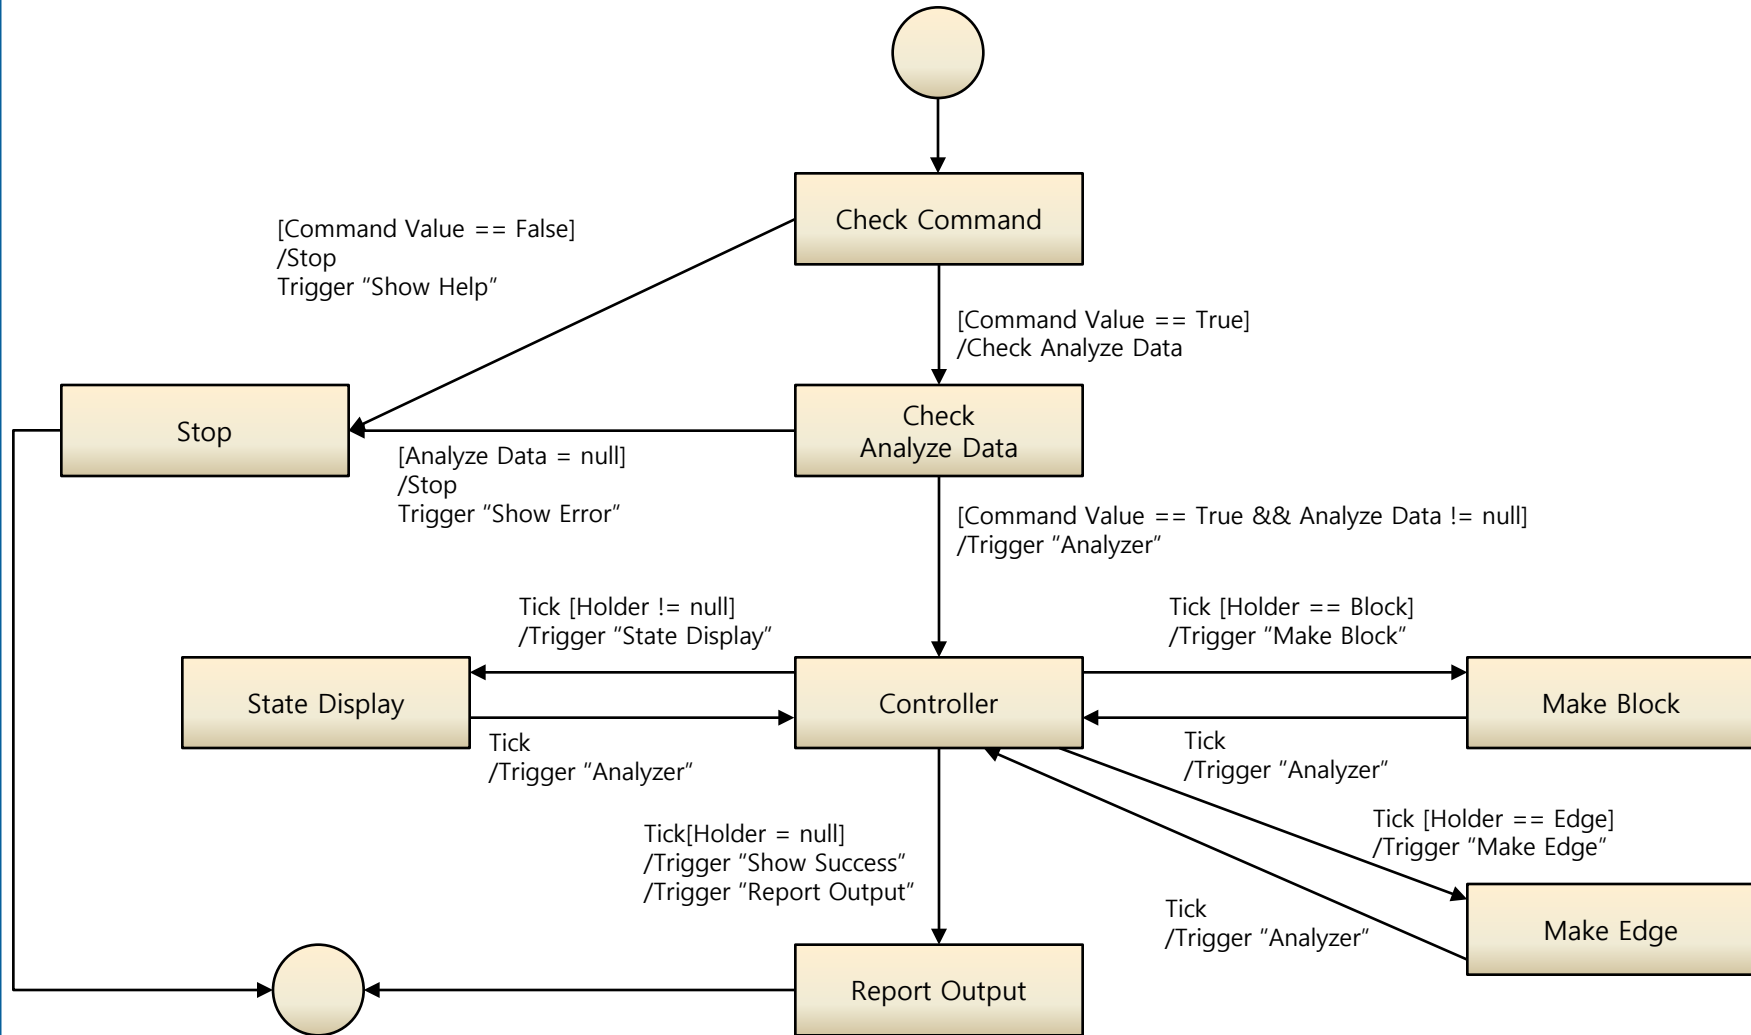 Check Command
[Command Value == False]
/Stop
Trigger “Show Help”
[Command Value == True]
/Check Analyze Data
Stop
Check
Analyze Data
[Analyze Data = null]
/Stop
Trigger “Show Error”
[Command Value == True && Analyze Data != null]
/Trigger “Analyzer”
Tick [Holder != null]
/Trigger “State Display”
Tick [Holder == Block]
/Trigger “Make Block”
State Display
Controller
Make Block
Tick
/Trigger “Analyzer”
Tick
/Trigger “Analyzer”
Tick[Holder = null]
/Trigger “Show Success”
/Trigger “Report Output”
Tick [Holder == Edge]
/Trigger “Make Edge”
Tick
/Trigger “Analyzer”
Make Edge
Report Output